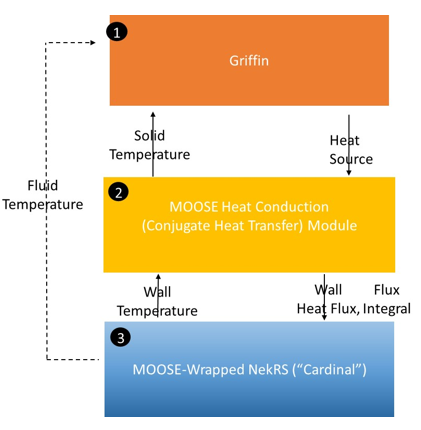 1
Griffin
Solid
Temperature
Heat
Source
Fluid
Temperature
2
MOOSE Heat Conduction
(Conjugate Heat Transfer) Module
Wall
Temperature
Wall Flux
Heat Flux, Integral
3
MOOSE-Wrapped NekRS (“Cardinal”)